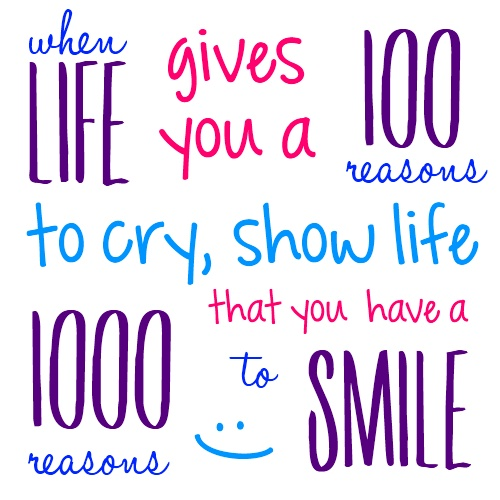 when LIFE gives you a 100 reasons
to cry, show life
that you have a
1000 reasons to SMILE